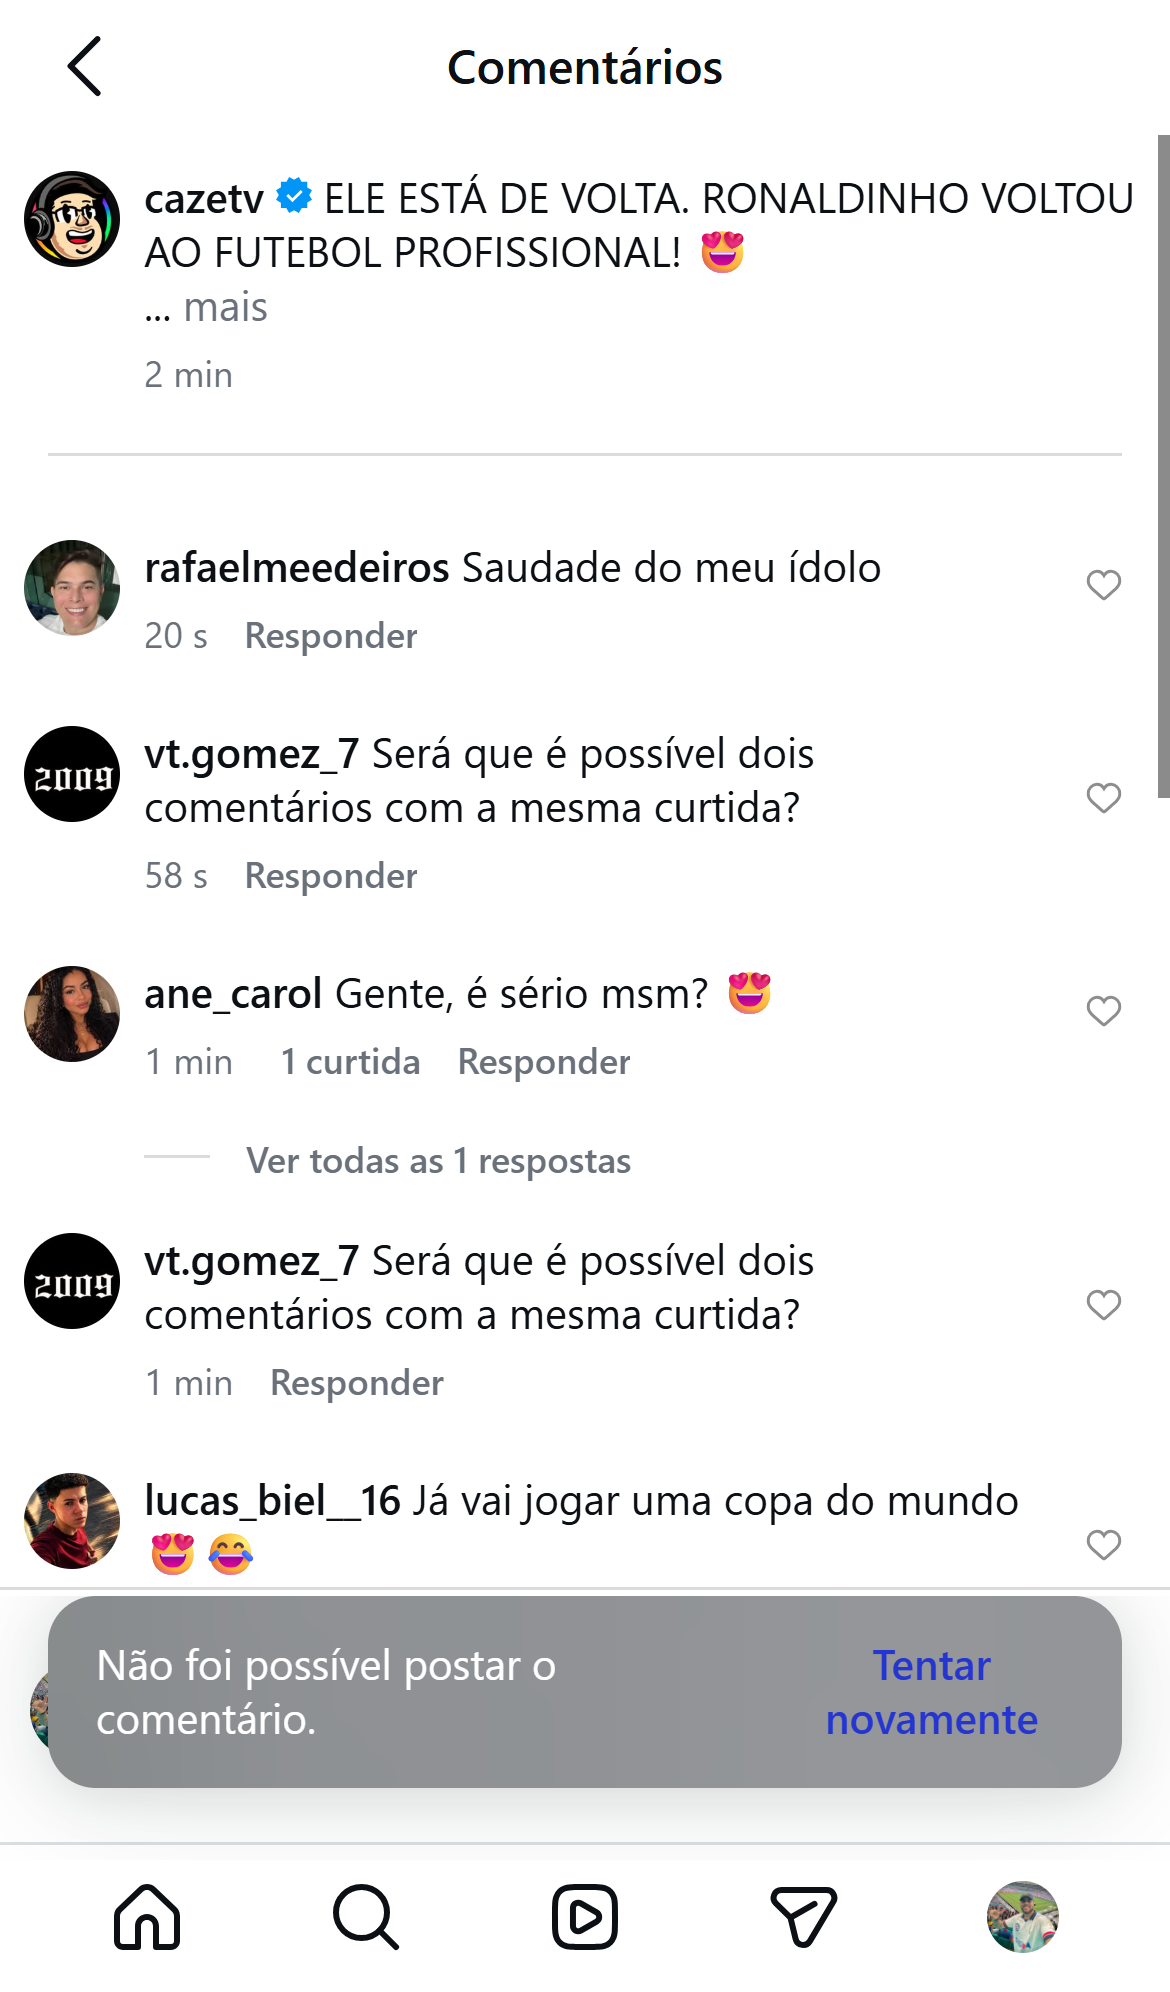 Comentários
cazetv ELE ESTÁ DE VOLTA. RONALDINHO VOLTOU
AO FUTEBOL PROFISSIONAL! 😍
... mais
2 min
rafaelmeedeiros Saudade do meu ídolo
20 s Responder
2009
vt.gomez_7 Será que é possível dois
comentários com a mesma curtida?
58 s Responder
ane_carol Gente, é sério msm? 😍
1 min 1 curtida Responder
Ver todas as 1 respostas
2009
vt.gomez_7 Será que é possível dois
comentários com a mesma curtida?
1 min Responder
lucas_biel__16 Já vai jogar uma copa do mundo
😍 😂
Não foi possível postar o
comentário.
Tentar
novamente